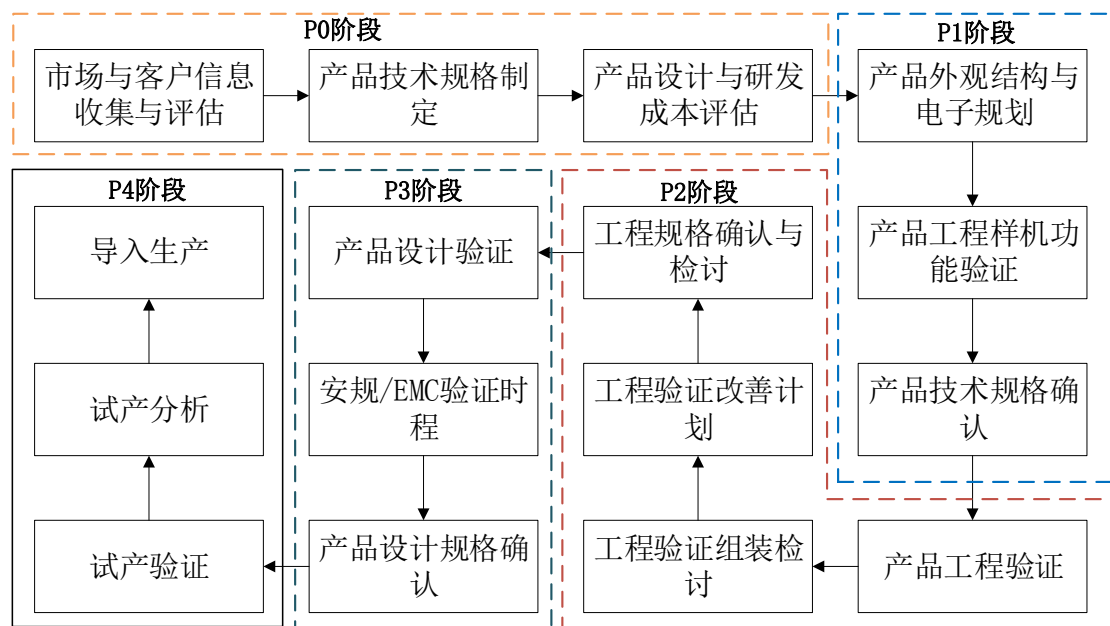 P0阶段
市场与客户信息
收集与评估
产品技术规格制
定
产品设计与研发
成本评估
P1阶段
产品外观结构与
电子规划
产品工程样机功
能验证
产品技术规格确
认
P2阶段
产品工程验证
工程验证组装检
讨
工程验证改善计
划
工程规格确认与
检讨
P3阶段
产品设计验证
安规/EMC验证时
程
产品设计规格确认
P4阶段
试产验证
试产分析
导入生产